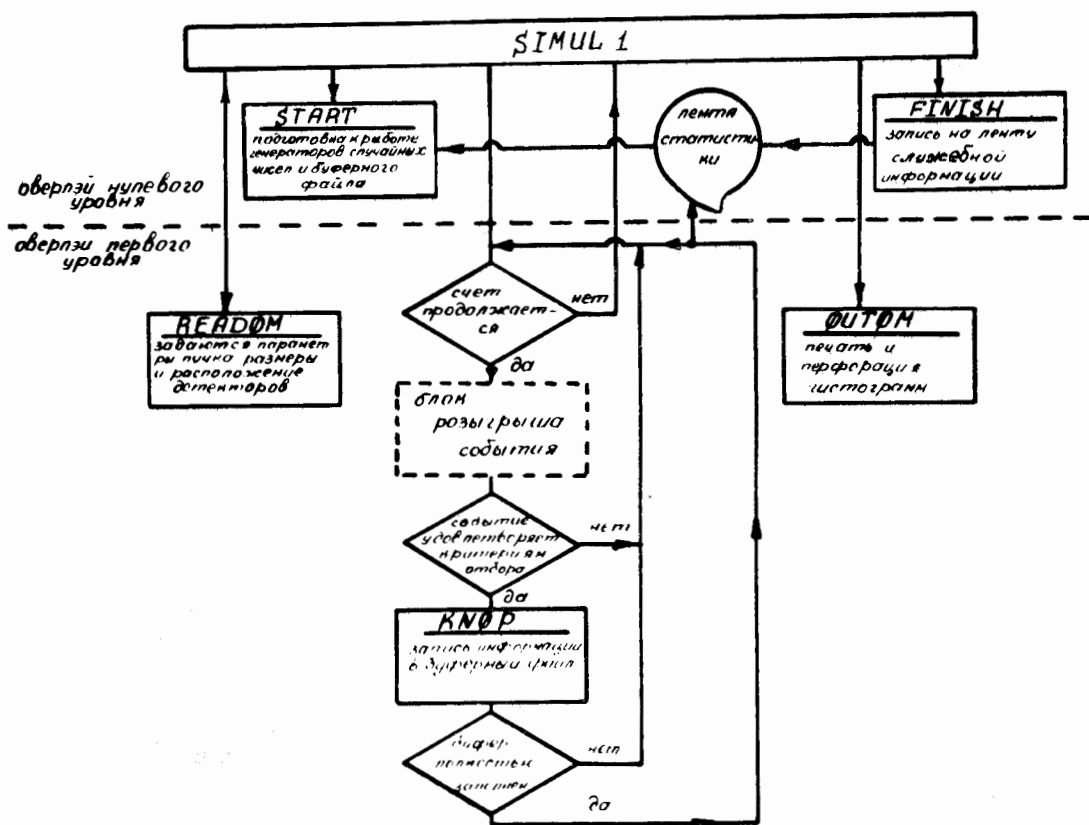 SIMUL 1
START
подготовка к работе
генераторов случайных
чисел и буферного
файла
лента
статисти
ки
FINISH
запись на ленту
служебной
информации
оверлэй нулевого
уровня
оверлэи первого
уровня
READØM
задаются парамет
ры пучка размеры
и расположение
детекторов
счет
продолжает-
ся
нет
да
ØUTØM
печать и
перфорация
гистограмм
блок
розыгрыша
события
событие
удовлетворяет
критериям
отбора
нет
да
KNØP
запись информации
в буферный файл
буфер
полностью
заполнен
нет
да